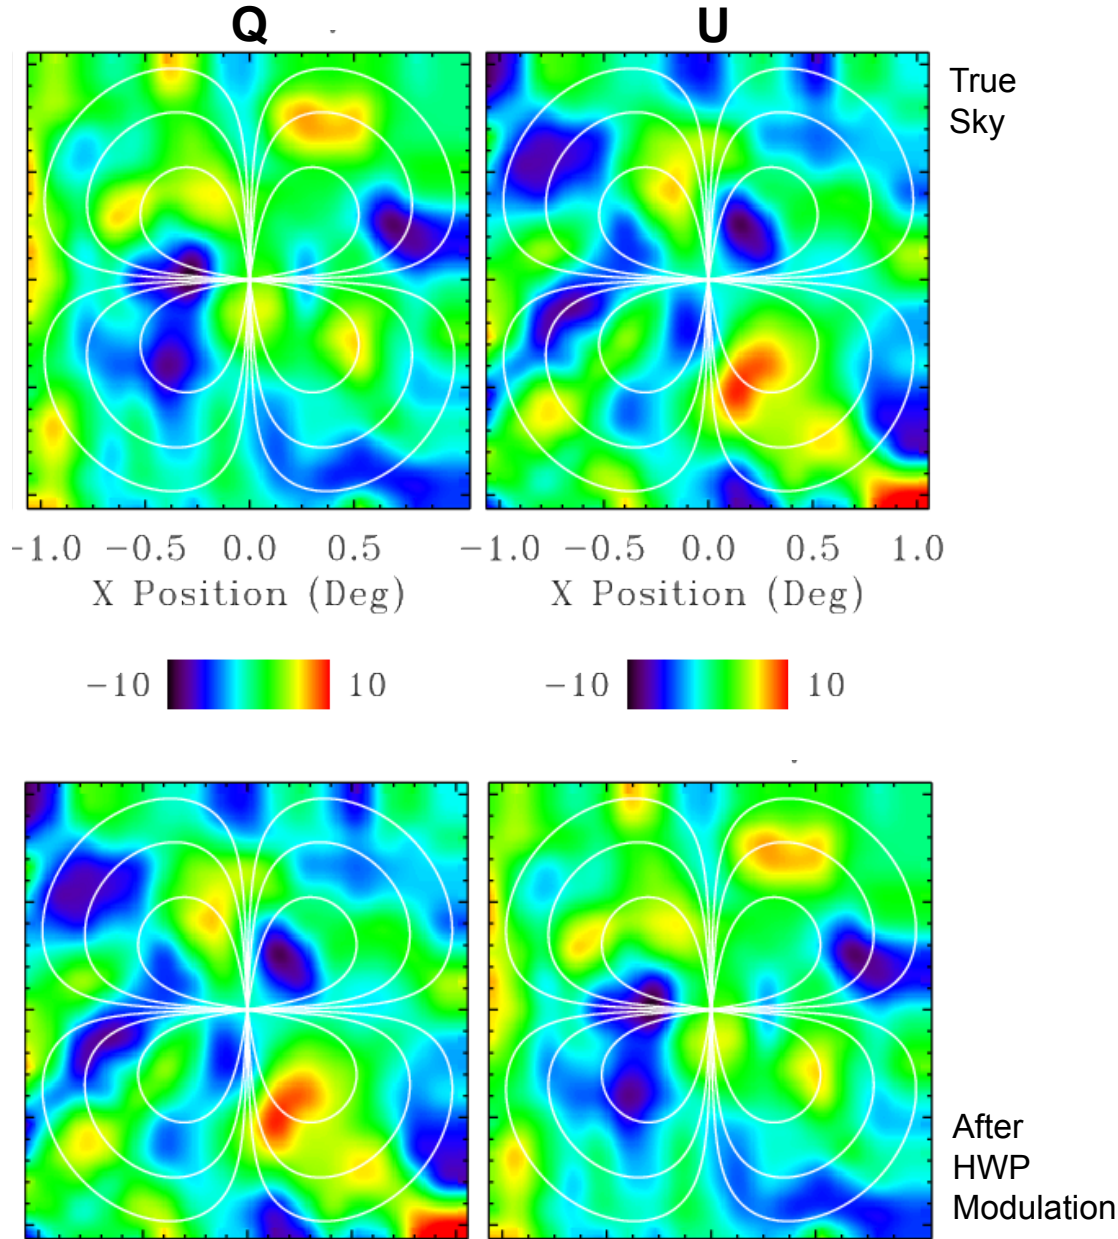 Q U
True
Sky
-1.0 -0.5 0.0 0.5 -1.0 -0.5 0.0 0.5 1.0
X Position (Deg) X Position (Deg)
-10 10 -10 10
After
HWP
Modulation